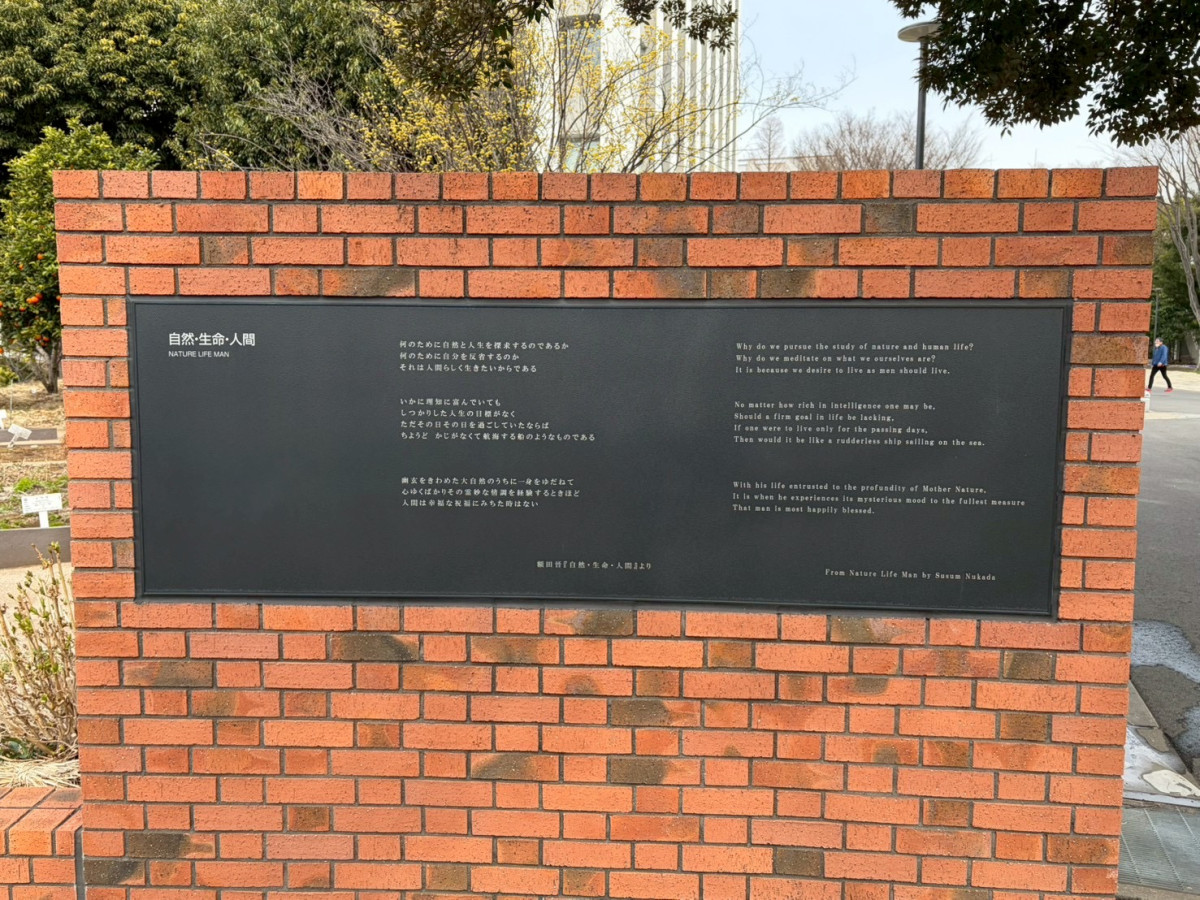 自然・生命・人間
NATURE LIFE MAN
何のために自然と人生を探求するのであるか
何のために自分を反省するのか
それは人間らしく生きたいからである
いかに理知に富んでいても
しつかりした人生の目標がなく
ただその日その日を過ごしていたならば
ちようど かじがなくて航海する船のようなものである
幽玄をきわめた大自然のうちに一身をゆだねて
心ゆくばかりその霊妙な情調を経験するときほど
人間は幸福な祝福にみちた時はない
額田晉『自然・生命・人間』より
Why do we pursue the study of nature and human life?
Why do we meditate on what we ourselves are?
It is because we desire to live as men should live.
No matter how rich in intelligence one may be,
Should a firm goal in life be lacking,
If one were to live only for the passing days,
Then would it be like a rudderless ship sailing on the sea.
With his life entrusted to the profundity of Mother Nature,
It is when he experiences its mysterious mood to the fullest measure
That man is most happily blessed.
From Nature Life Man by Susum Nukada